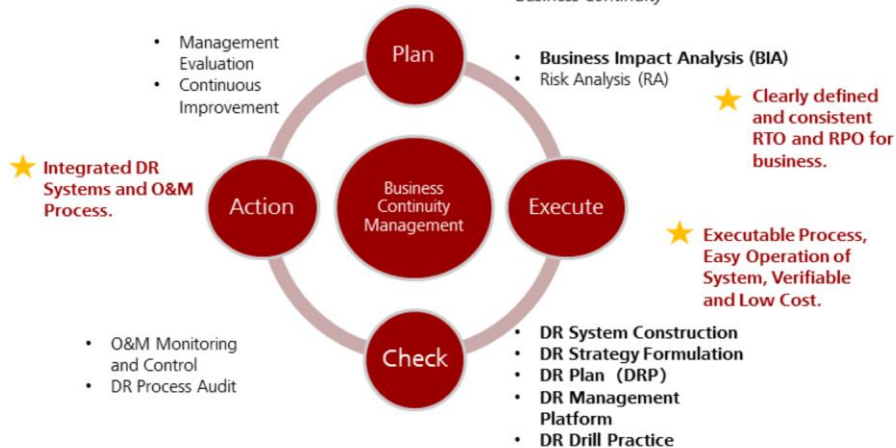 Business Continuity
Plan
• Management
Evaluation
• Continuous
Improvement
• Business Impact Analysis (BIA)
• Risk Analysis (RA)
Clearly defined
and consistent
RTO and RPO for
business.
Integrated DR
Systems and O&M
Process.
Action
Business
Continuity
Management
Execute
Executable Process,
Easy Operation of
System, Verifiable
and Low Cost.
• O&M Monitoring
and Control
• DR Process Audit
Check
• DR System Construction
• DR Strategy Formulation
• DR Plan（DRP）
• DR Management
Platform
• DR Drill Practice